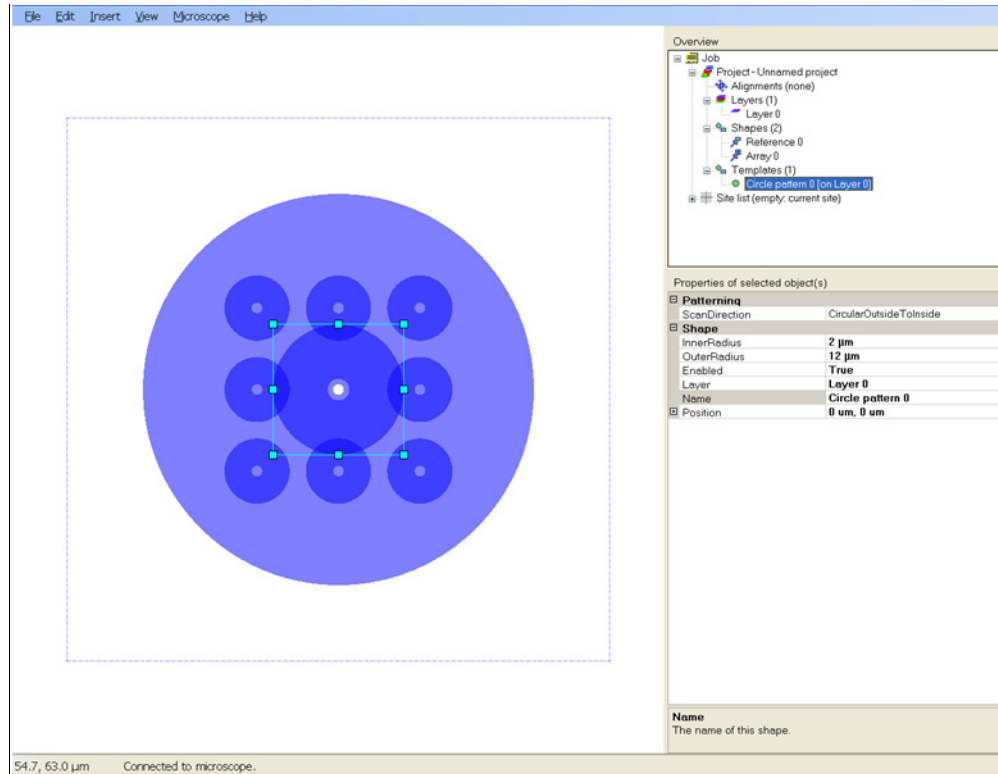 File Edit Insert View Microscope Help
Overview
Job
Project - Unnamed project
Alignments (none)
Layers (1)
Layer 0
Shapes (2)
Reference 0
Array 0
Templates (1)
Circle pattern 0 [on Layer 0]
Site list (empty: current site)
Properties of selected object(s)
Patterning
ScanDirection CircularOutsideToInside
Shape
InnerRadius 2 µm
OuterRadius 12 µm
Enabled True
Layer Layer 0
Name Circle pattern 0
Position 0 um, 0 um
Name
The name of this shape.
54.7, 63.0 µm Connected to microscope.